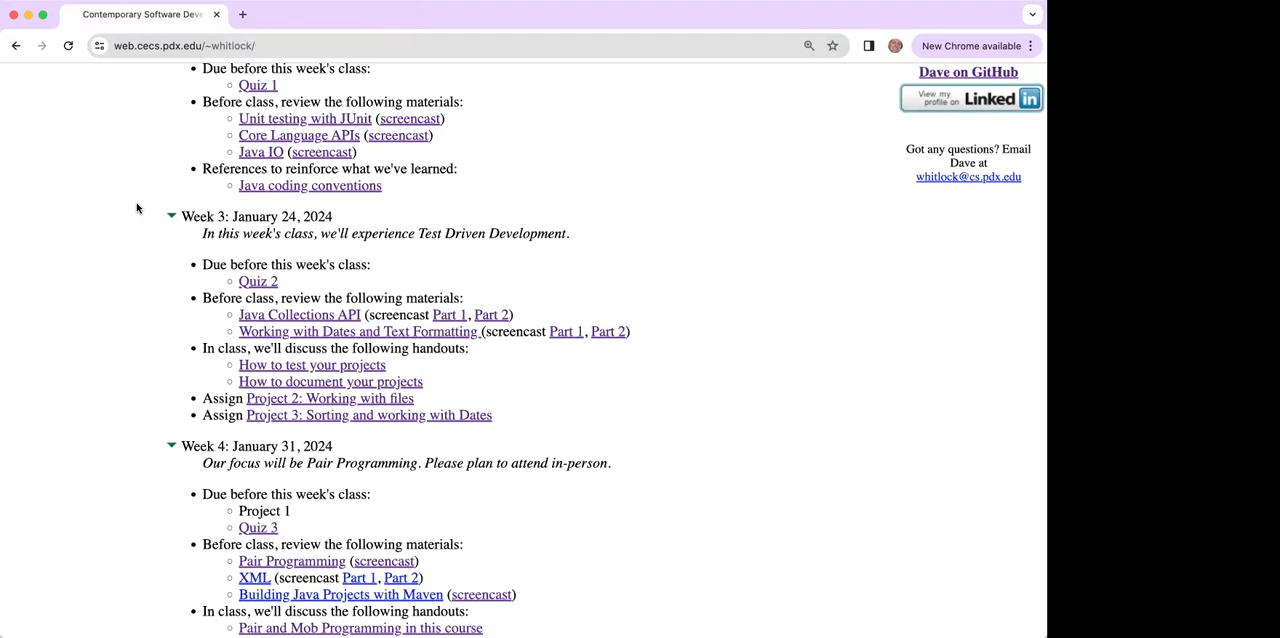 Contemporary Software Deve
web.cecs.pdx.edu/~whitlock/
New Chrome available
Due before this week's class:
Quiz 1
Before class, review the following materials:
Unit testing with JUnit (screencast)
Core Language APIs (screencast)
Java IO (screencast)
References to reinforce what we've learned:
Java coding conventions
Week 3: January 24, 2024
In this week's class, we'll experience Test Driven Development.
Due before this week's class:
Quiz 2
Before class, review the following materials:
Java Collections API (screencast Part 1, Part 2)
Working with Dates and Text Formatting (screencast Part 1, Part 2)
In class, we'll discuss the following handouts:
How to test your projects
How to document your projects
Assign Project 2: Working with files
Assign Project 3: Sorting and working with Dates
Week 4: January 31, 2024
Our focus will be Pair Programming. Please plan to attend in-person.
Due before this week's class:
Project 1
Quiz 3
Before class, review the following materials:
Pair Programming (screencast)
XML (screencast Part 1, Part 2)
Building Java Projects with Maven (screencast)
In class, we'll discuss the following handouts:
Pair and Mob Programming in this course
Dave on GitHub
View my
profile on
Linked in
Got any questions? Email
Dave at
whitlock@cs.pdx.edu